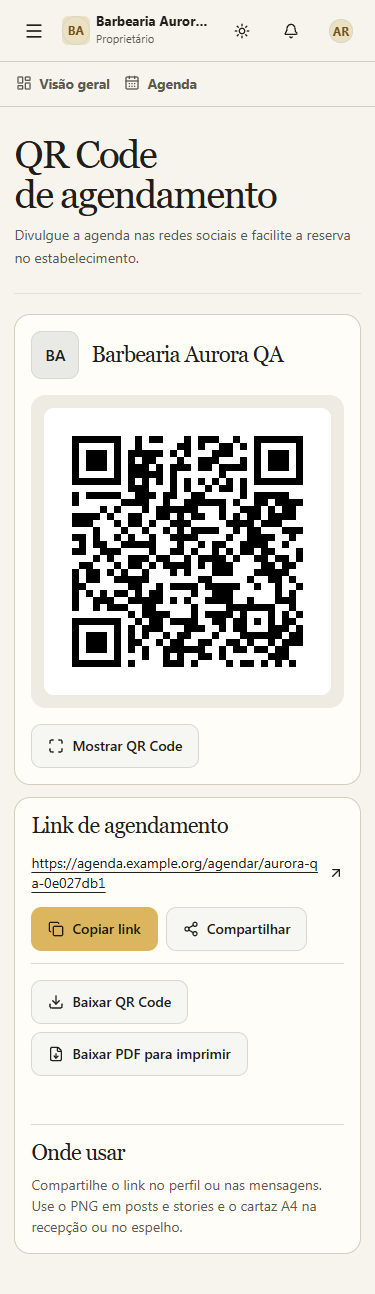 BA
Barbearia Auror...
Proprietário
AR
Visão geral
Agenda
QR Code
de agendamento
Divulgue a agenda nas redes sociais e facilite a reserva
no estabelecimento.
BA
Barbearia Aurora QA
Mostrar QR Code
Link de agendamento
https://agenda.example.org/agendar/aurora-q
a-0e027db1
Copiar link
Compartilhar
Baixar QR Code
Baixar PDF para imprimir
Onde usar
Compartilhe o link no perfil ou nas mensagens.
Use o PNG em posts e stories e o cartaz A4 na
recepção ou no espelho.